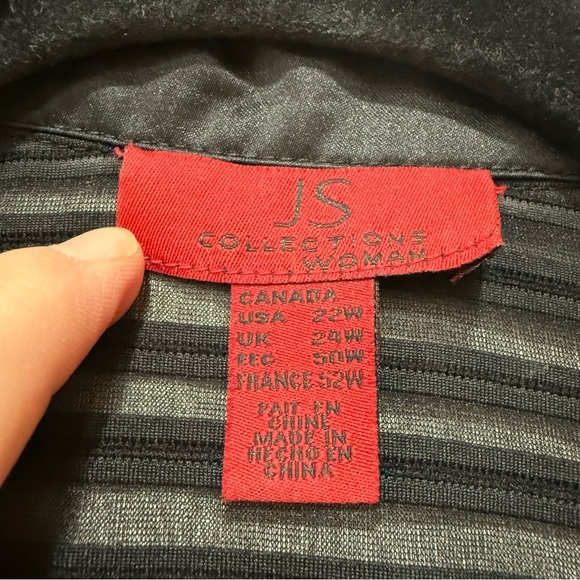 JS
COLLECTIONS
WOMAN
CANADA
USA 22W
UK 24W
EEC 50W
FRANCE 52W
FAIT EN
CHINE
MADE IN
HECHO EN
CHINA